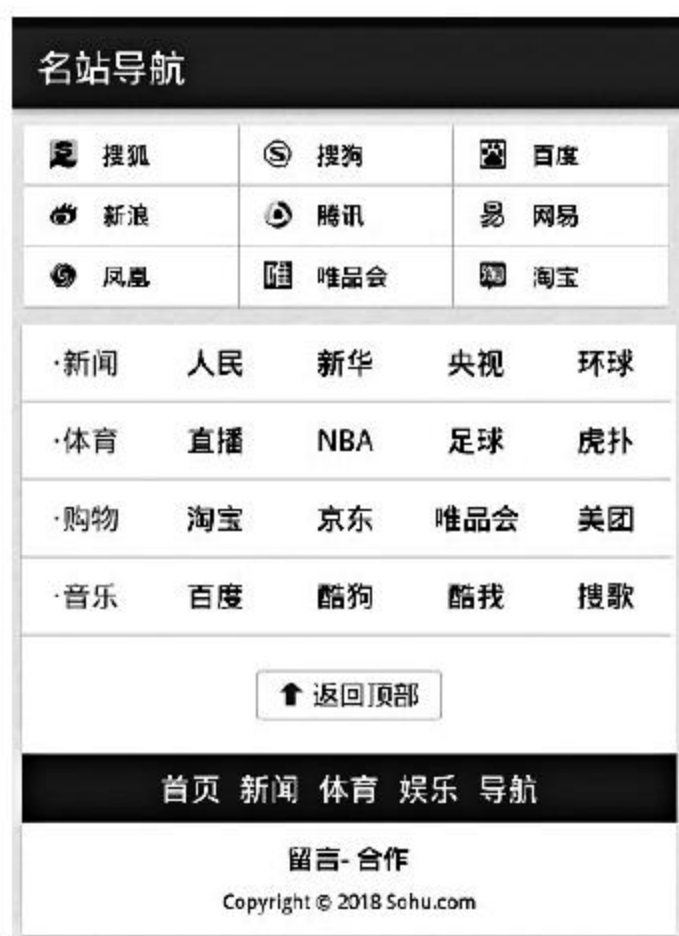 名站导航
搜狐 搜狗 百度
新浪 腾讯 网易
凤凰 唯品会 淘宝
·新闻 人民 新华 央视 环球
·体育 直播 NBA 足球 虎扑
·购物 淘宝 京东 唯品会 美团
·音乐 百度 酷狗 酷我 搜歌
返回顶部
首页 新闻 体育 娱乐 导航
留言- 合作
Copyright © 2018 Sohu.com